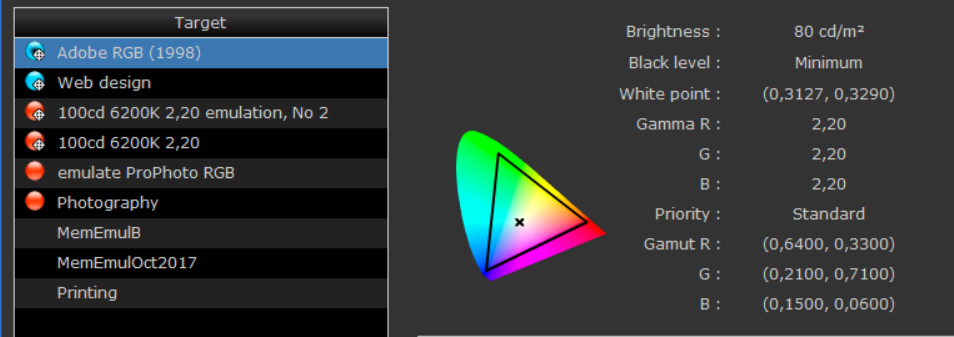 Target
Adobe RGB (1998)
Web design
100cd 6200K 2,20 emulation, No 2
100cd 6200K 2,20
emulate ProPhoto RGB
Photography
MemEmulB
MemEmulOct2017
Printing
Brightness : 80 cd/m²
Black level : Minimum
White point : (0,3127, 0,3290)
Gamma R : 2,20
G : 2,20
B : 2,20
Priority : Standard
Gamut R : (0,6400, 0,3300)
G : (0,2100, 0,7100)
B : (0,1500, 0,0600)